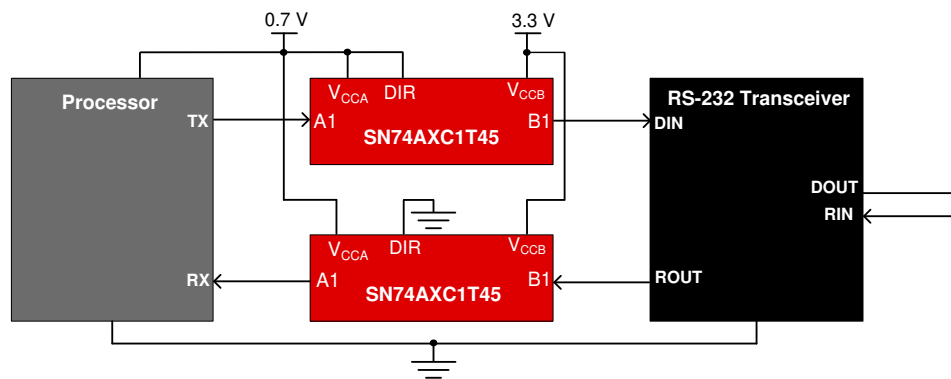 0.7 V
3.3 V
Processor
TX
RX
VCCA
DIR
VCCB
A1
B1
SN74AXC1T45
VCCA
DIR
VCCB
A1
B1
SN74AXC1T45
RS-232 Transceiver
DIN
DOUT
RIN
ROUT